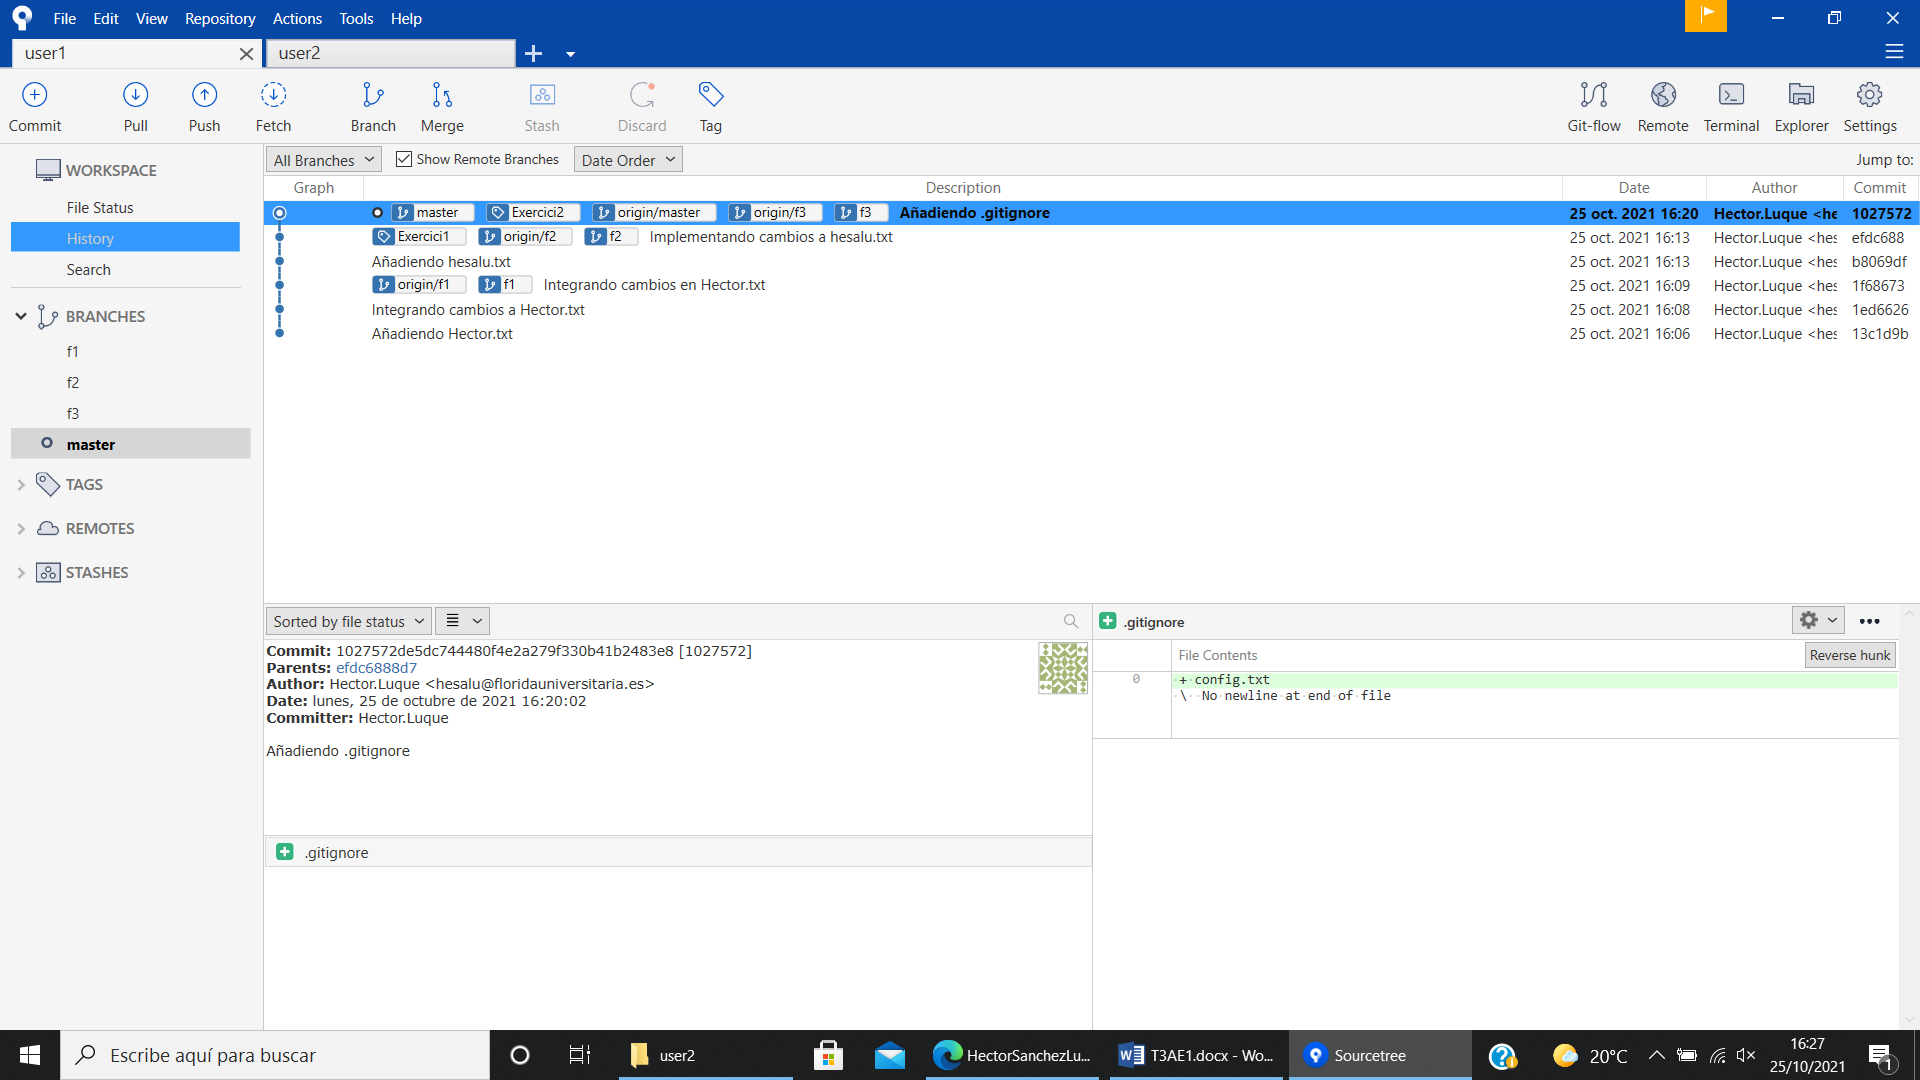 File Edit View Repository Actions Tools Help
user1 user2
Commit Pull Push Fetch Branch Merge Stash Discard Tag Git-flow Remote Terminal Explorer Settings
WORKSPACE
File Status
History
Search
BRANCHES
f1
f2
f3
master
TAGS
REMOTES
STASHES
All Branches Show Remote Branches Date Order Jump to:
Graph Description Date Author Commit
master Exercici2 origin/master origin/f3 f3 Añadiendo .gitignore 25 oct. 2021 16:20 Hector.Luque <he 1027572
Exercici1 origin/f2 f2 Implementando cambios a hesalu.txt 25 oct. 2021 16:13 Hector.Luque <hes efdc688
Añadiendo hesalu.txt 25 oct. 2021 16:13 Hector.Luque <hes b8069df
origin/f1 f1 Integrando cambios en Hector.txt 25 oct. 2021 16:09 Hector.Luque <hes 1f68673
Integrando cambios a Hector.txt 25 oct. 2021 16:08 Hector.Luque <hes 1ed6626
Añadiendo Hector.txt 25 oct. 2021 16:06 Hector.Luque <hes 13c1d9b
Sorted by file status
Commit: 1027572de5dc744480f4e2a279f330b41b2483e8 [1027572]
Parents: efdc6888d7
Author: Hector.Luque <hesalu@floridauniversitaria.es>
Date: lunes, 25 de octubre de 2021 16:20:02
Committer: Hector.Luque
Añadiendo .gitignore
.gitignore
.gitignore
File Contents Reverse hunk
0 + config.txt
\ No newline at end of file
Escribe aquí para buscar user2 HectorSanchezLu... T3AE1.docx - Wo... Sourcetree 20°C 16:27
25/10/2021 1